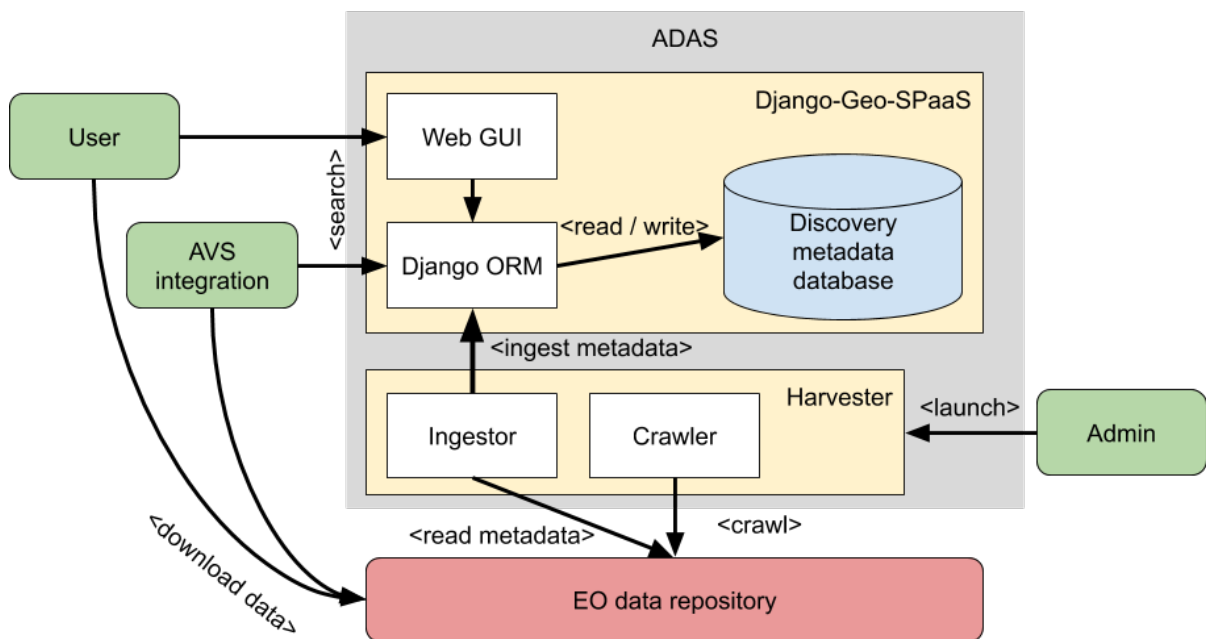 ADAS
Django-Geo-SPaaS
User
Web GUI
<search>
<read / write>
Discovery
metadata
database
AVS
integration
Django ORM
<ingest metadata>
Harvester
<launch>
Ingestor
Crawler
Admin
<read metadata>
<crawl>
<download data>
EO data repository